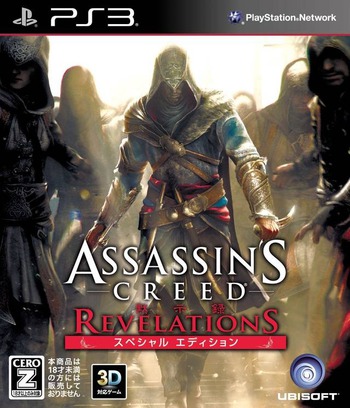 PS3
PlayStation®Network
ASSASSIN'S
CREED
REVELATIONS
スペシャル エディション
CERO
Z
本商品は
18才未満
の方には
販売して
おりません。
3D
対応ゲーム
UBISOFT